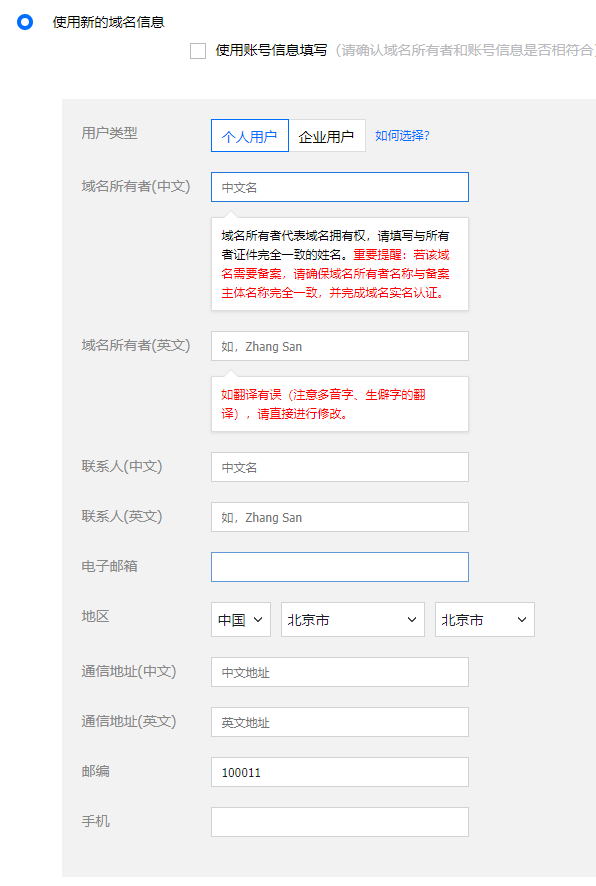 使用新的域名信息
使用账号信息填写（请确认域名所有者和账号信息是否相符合）
用户类型 个人用户 企业用户 如何选择?
域名所有者(中文) 中文名
域名所有者代表域名拥有权，请填写与所有
者证件完全一致的姓名。重要提醒：若该域
名需要备案，请确保域名所有者名称与备案
主体名称完全一致，并完成域名实名认证。
域名所有者(英文) 如，Zhang San
如翻译有误（注意多音字、生僻字的翻
译），请直接进行修改。
联系人(中文) 中文名
联系人(英文) 如，Zhang San
电子邮箱
地区 中国 北京市 北京市
通信地址(中文) 中文地址
通信地址(英文) 英文地址
邮编 100011
手机